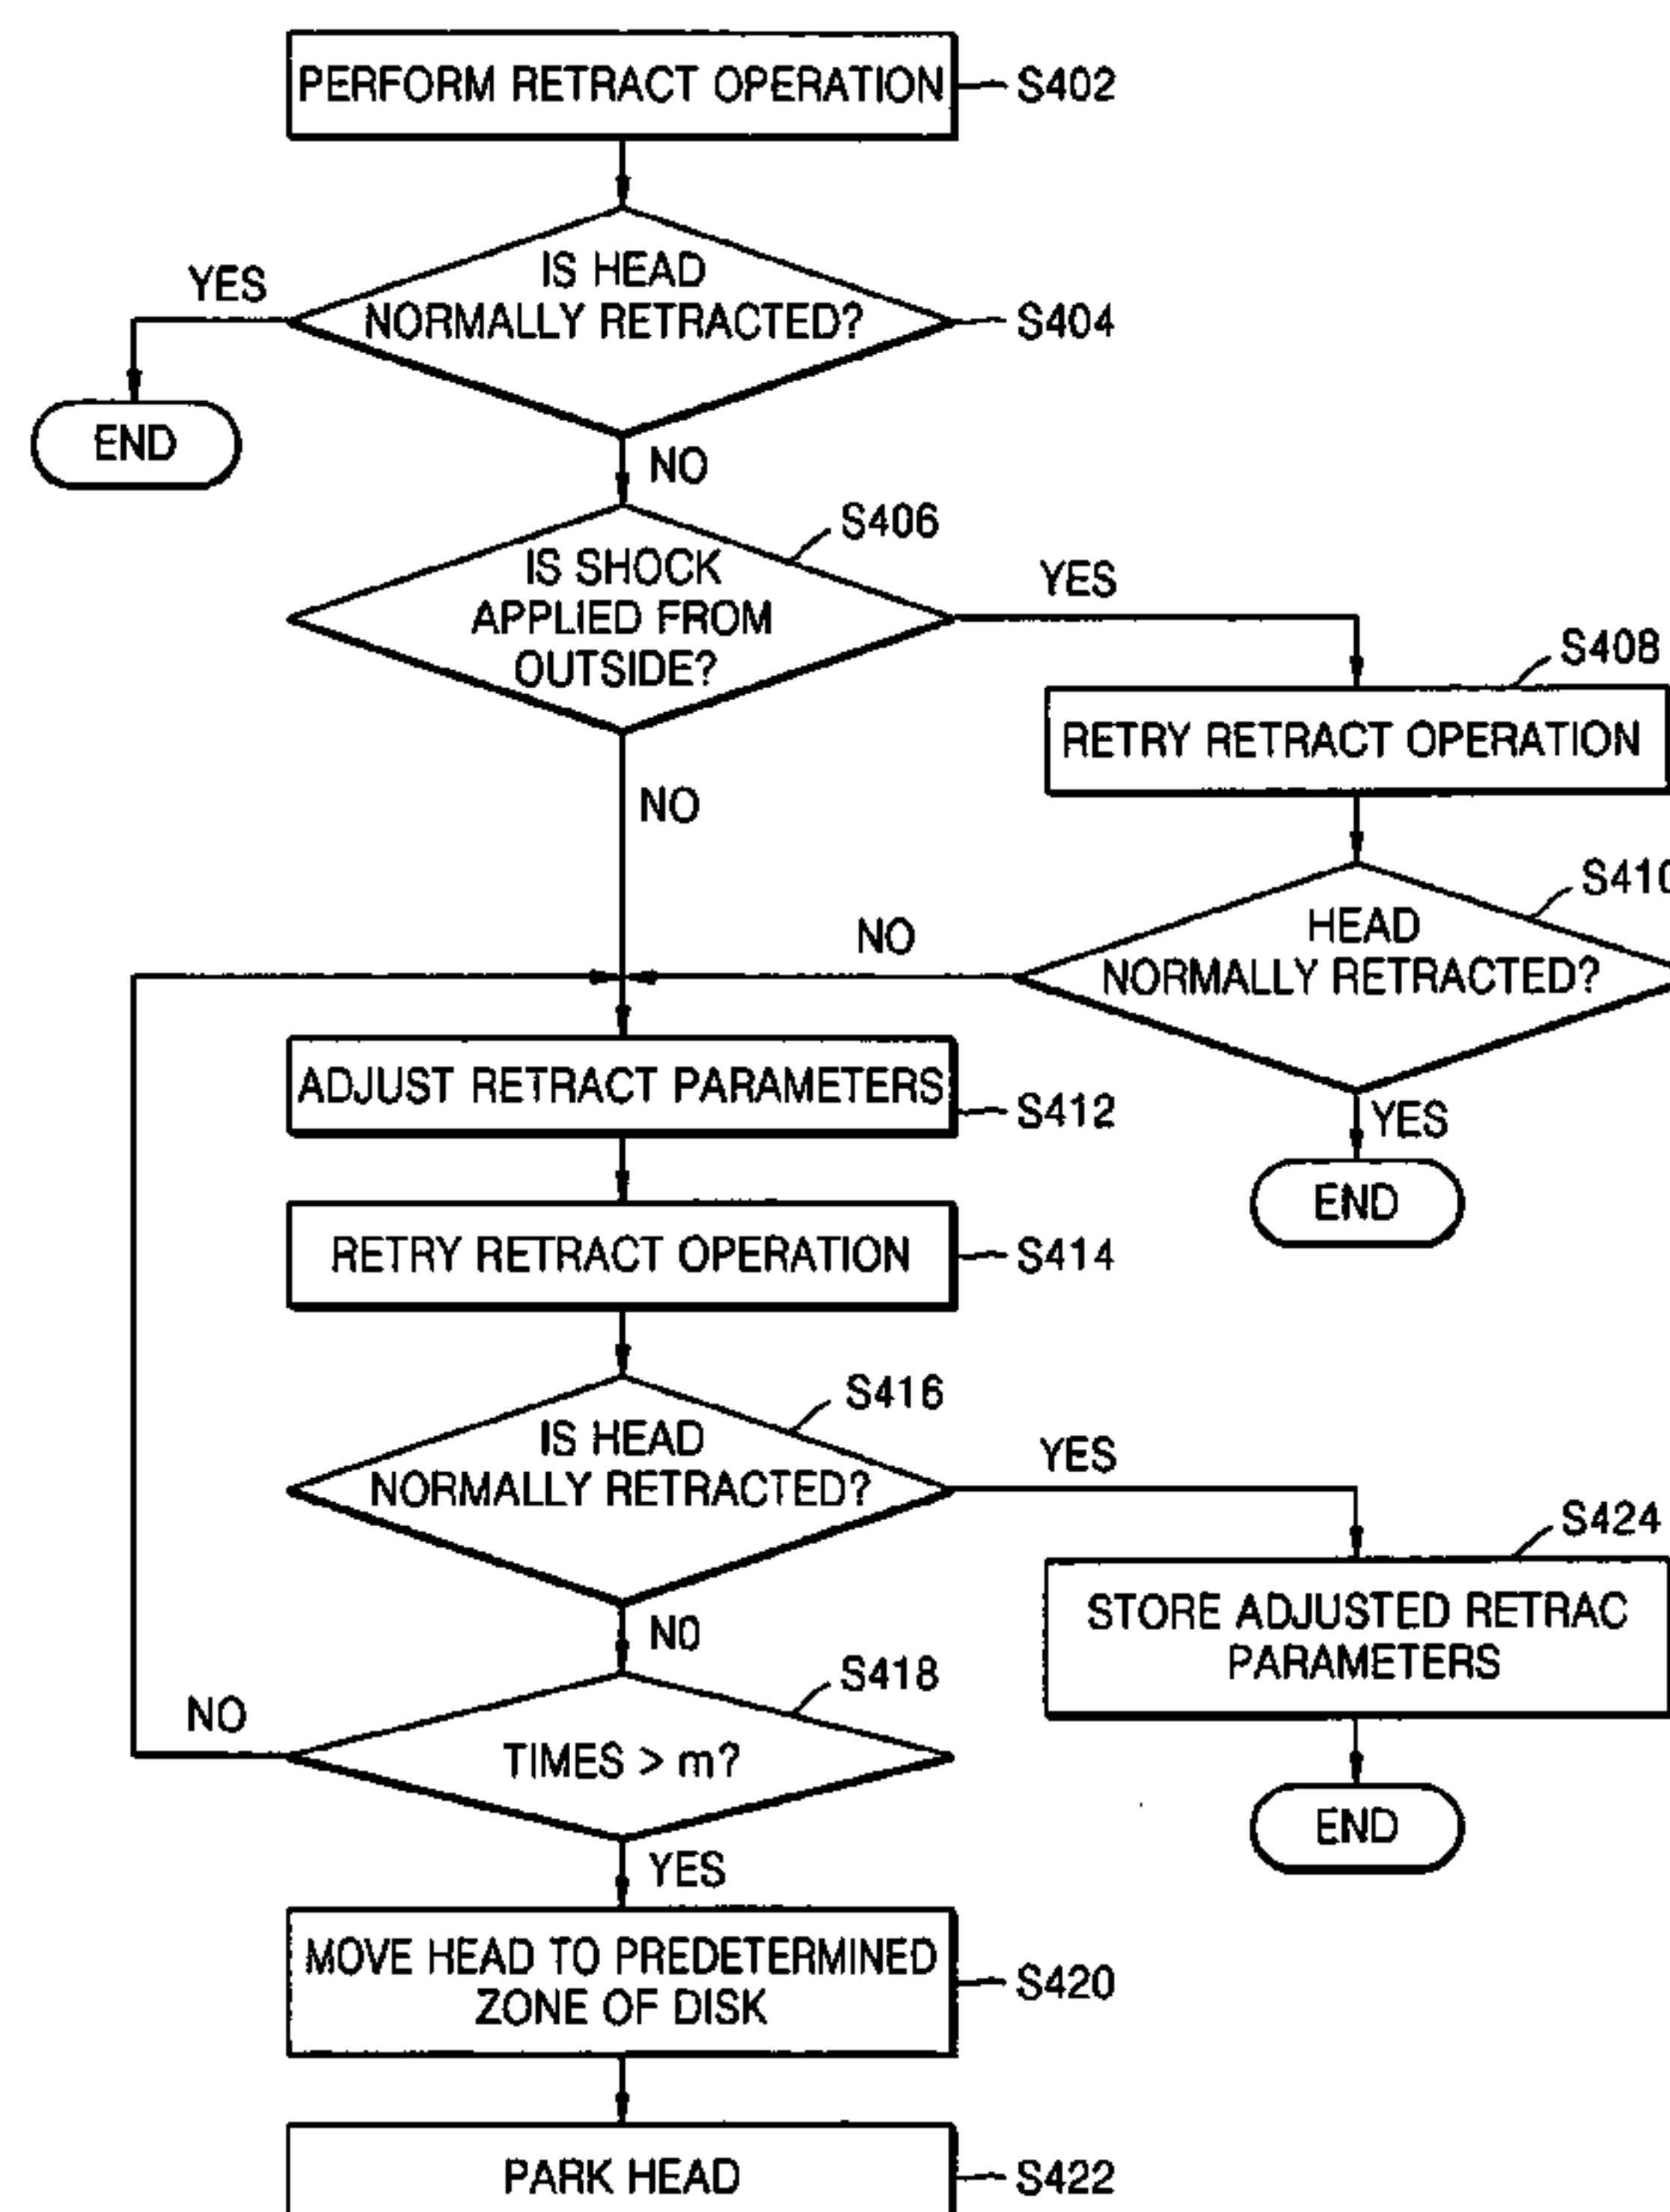 PERFORM RETRACT OPERATION
S402
IS HEAD
NORMALLY RETRACTED?
S404
YES
END
NO
S406
IS SHOCK
APPLIED FROM
OUTSIDE?
YES
S408
RETRY RETRACT OPERATION
NO
S410
HEAD
NORMALLY RETRACTED?
NO
YES
END
ADJUST RETRACT PARAMETERS
S412
RETRY RETRACT OPERATION
S414
S416
IS HEAD
NORMALLY RETRACTED?
YES
S424
STORE ADJUSTED RETRAC
PARAMETERS
END
NO
S418
NO
TIMES > m?
YES
MOVE HEAD TO PREDETERMINED
ZONE OF DISK
S420
PARK HEAD
S422